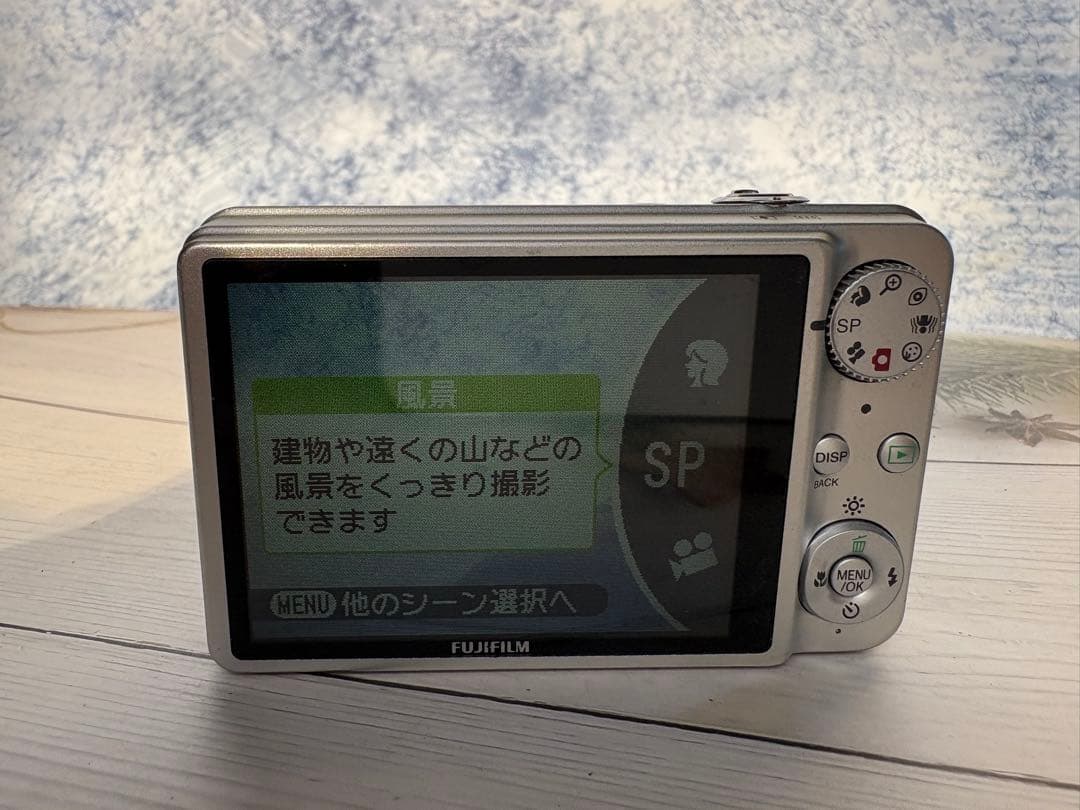 風景
建物や遠くの山などの
風景をくっきり撮影
できます
SP
MENU 他のシーン選択へ
FUJIFILM
SP
DISP
BACK
MENU
/OK